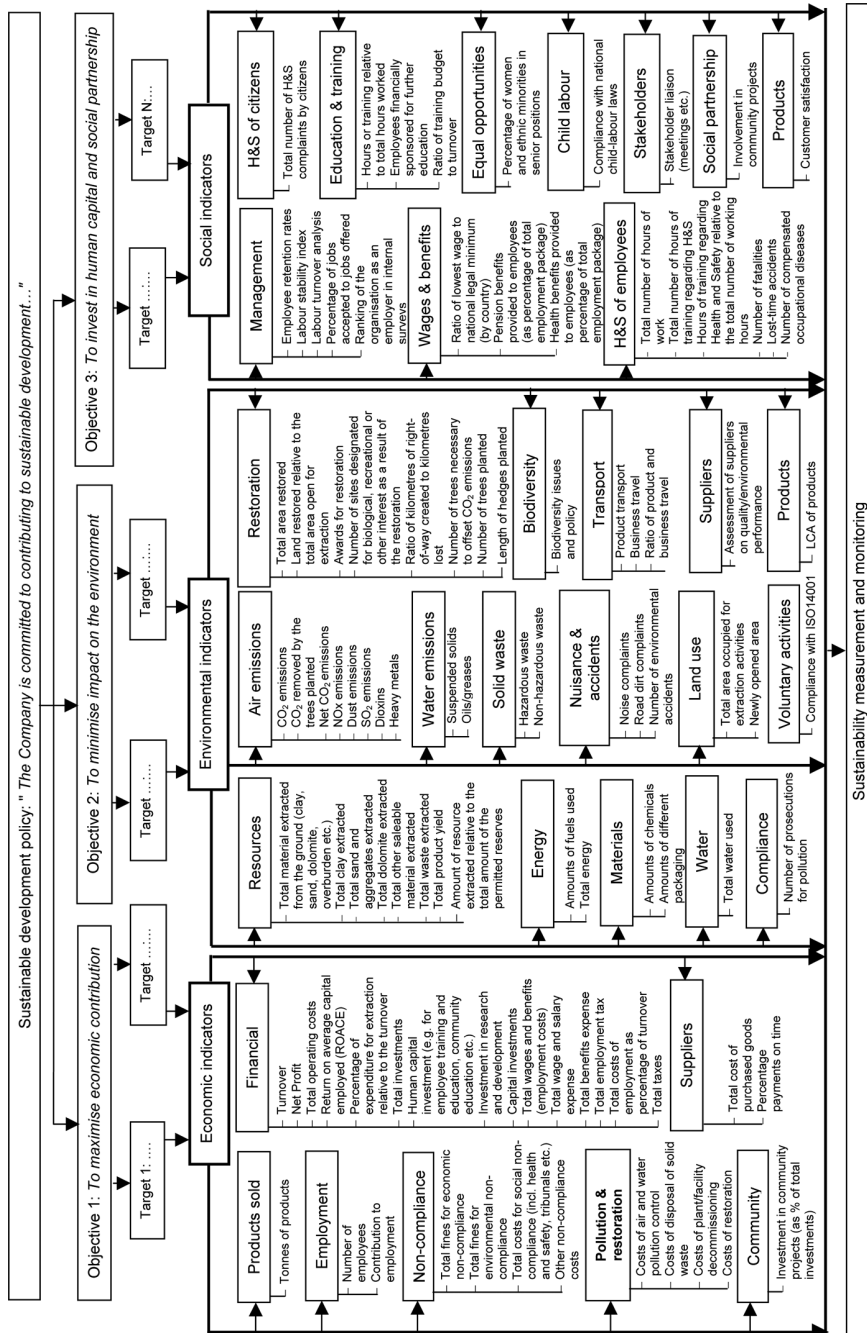 Sustainable development policy: " The Company is committed to contributing to sustainable development..."
Objective 1: To maximise economic contribution
Objective 2: To minimise impact on the environment
Objective 3: To invest in human capital and social partnership
Target 1: ....
Target ...:...
Target ...:...
Target ...:...
Target ...:...
Target N:...
Economic indicators
Environmental indicators
Social indicators
Products sold
Tonnes of products
Employment
Number of
employees
Contribution to
employment
Non-compliance
Total fines for economic
non-compliance
Total fines for
environmental non-
compliance
Total costs for social non-
compliance (incl. health
and safety, tribunals etc.)
Other non-compliance
costs
Pollution &
restoration
Costs of air and water
pollution control
Costs of disposal of solid
waste
Costs of plant/facility
decommissioning
Costs of restoration
Community
Investment in community
projects (as % of total
investments)
Financial
Turnover
Net Profit
Total operating costs
Return on average capital
employed (ROACE)
Percentage of
expenditure for extraction
relative to the turnover
Total investments
Human capital
investment (e.g. for
employee training and
education, community
education etc.)
Investment in research
and development
Capital investments
Total wages and benefits
(employment costs)
Total wage and salary
expense
Total benefits expense
Total employment tax
Total costs of
employment as
percentage of turnover
Total taxes
Suppliers
Total cost of
purchased goods
Percentage
payments on time
Resources
Total material extracted
from the ground (clay,
sand, dolomite,
overburden etc.)
Total clay extracted
Total sand and
aggregates extracted
Total dolomite extracted
Total other saleable
material extracted
Total waste extracted
Total product yield
Amount of resource
extracted relative to the
total amount of the
permitted reserves
Energy
Amounts of fuels used
Total energy
Materials
Amounts of chemicals
Amounts of different
packaging
Water
Total water used
Compliance
Number of prosecutions
for pollution
Air emissions
CO2 emissions
CO2 removed by the
trees planted
Net CO2 emissions
NOx emissions
Dust emissions
SO2 emissions
Dioxins
Heavy metals
Water emissions
Suspended solids
Oils/greases
Solid waste
Hazardous waste
Non-hazardous waste
Nuisance &
accidents
Noise complaints
Road dirt complaints
Number of environmental
accidents
Land use
Total area occupied for
extraction activities
Newly opened area
Voluntary activities
Compliance with ISO14001
Restoration
Total area restored
Land restored relative to the
total area open for
extraction
Awards for restoration
Number of sites designated
for biological, recreational or
other interest as a result of
the restoration
Ratio of kilometres of right-
of-way created to kilometres
lost
Number of trees necessary
to offset CO2 emissions
Number of trees planted
Length of hedges planted
Biodiversity
Biodiversity issues
and policy
Transport
Product transport
Business travel
Ratio of product and
business travel
Suppliers
Assessment of suppliers
on quality/environmental
performance
Products
LCA of products
Management
Employee retention rates
Labour stability index
Labour turnover analysis
Percentage of jobs
accepted to jobs offered
Ranking of the
organisation as an
employer in internal
surveys
Wages & benefits
Ratio of lowest wage to
national legal minimum
(by country)
Pension benefits
provided to employees
(as percentage of total
employment package)
Health benefits provided
to employees (as
percentage of total
employment package)
H&S of employees
Total number of hours of
work
Total number of hours of
training regarding H&S
Hours of training regarding
Health and Safety relative to
the total number of working
hours
Number of fatalities
Lost-time accidents
Number of compensated
occupational diseases
H&S of citizens
Total number of H&S
complaints by citizens
Education & training
Hours or training relative
to total hours worked
Employees financially
sponsored for further
education
Ratio of training budget
to turnover
Equal opportunities
Percentage of women
and ethnic minorities in
senior positions
Child labour
Compliance with national
child-labour laws
Stakeholders
Stakeholder liaison
(meetings etc.)
Social partnership
Involvement in
community projects
Products
Customer satisfaction
Sustainability measurement and monitoring